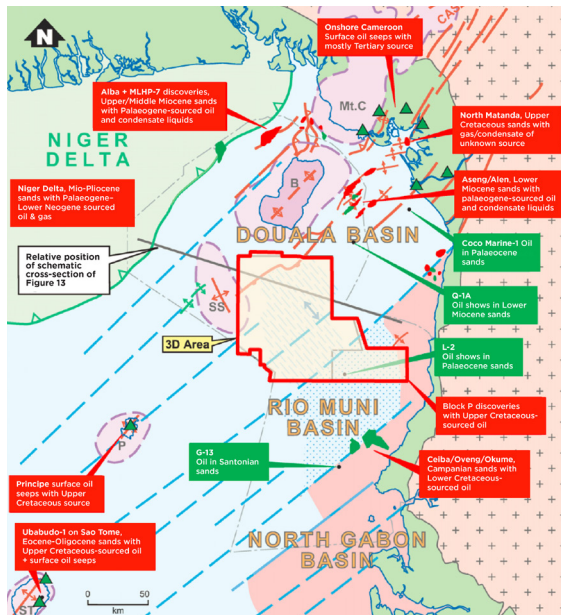 N
Onshore Cameroon
Surface oil seeps with
mostly Tertiary source
Alba + MLHP-7 discoveries,
Upper/Middle Miocene sands
with Palaeogene-sourced oil
and condensate liquids
Mt.C
North Matanda, Upper
Cretaceous sands with
gas/condensate of
unknown source
NIGER
DELTA
Niger Delta, Mio-Pliocene
sands with Palaeogene-
Lower Neogene sourced
oil & gas
B
Aseng/Alen, Lower
Miocene sands with
palaeogene-sourced oil
and condensate liquids
DOUALA BASIN
Coco Marine-1 Oil
in Palaeocene
sands
Relative position
of schematic
cross-section of
Figure 13
Q-1A
Oil shows in Lower
Miocene sands
SS
3D Area
L-2
Oil shows in
Palaeocene sands
RIO MUNI
BASIN
Block P discoveries
with Upper Cretaceous-
sourced oil
P
G-13
Oil in Santonian
sands
Ceiba/Oveng/Okume,
Campanian sands with
Lower Cretaceous-
sourced oil
Principe surface oil
seeps with Upper
Cretaceous source
NORTH GABON
BASIN
Ubabudo-1 on Sao Tome,
Eocene-Oligocene sands with
Upper Cretaceous-sourced oil
+ surface oil seeps
ST
0 50
km